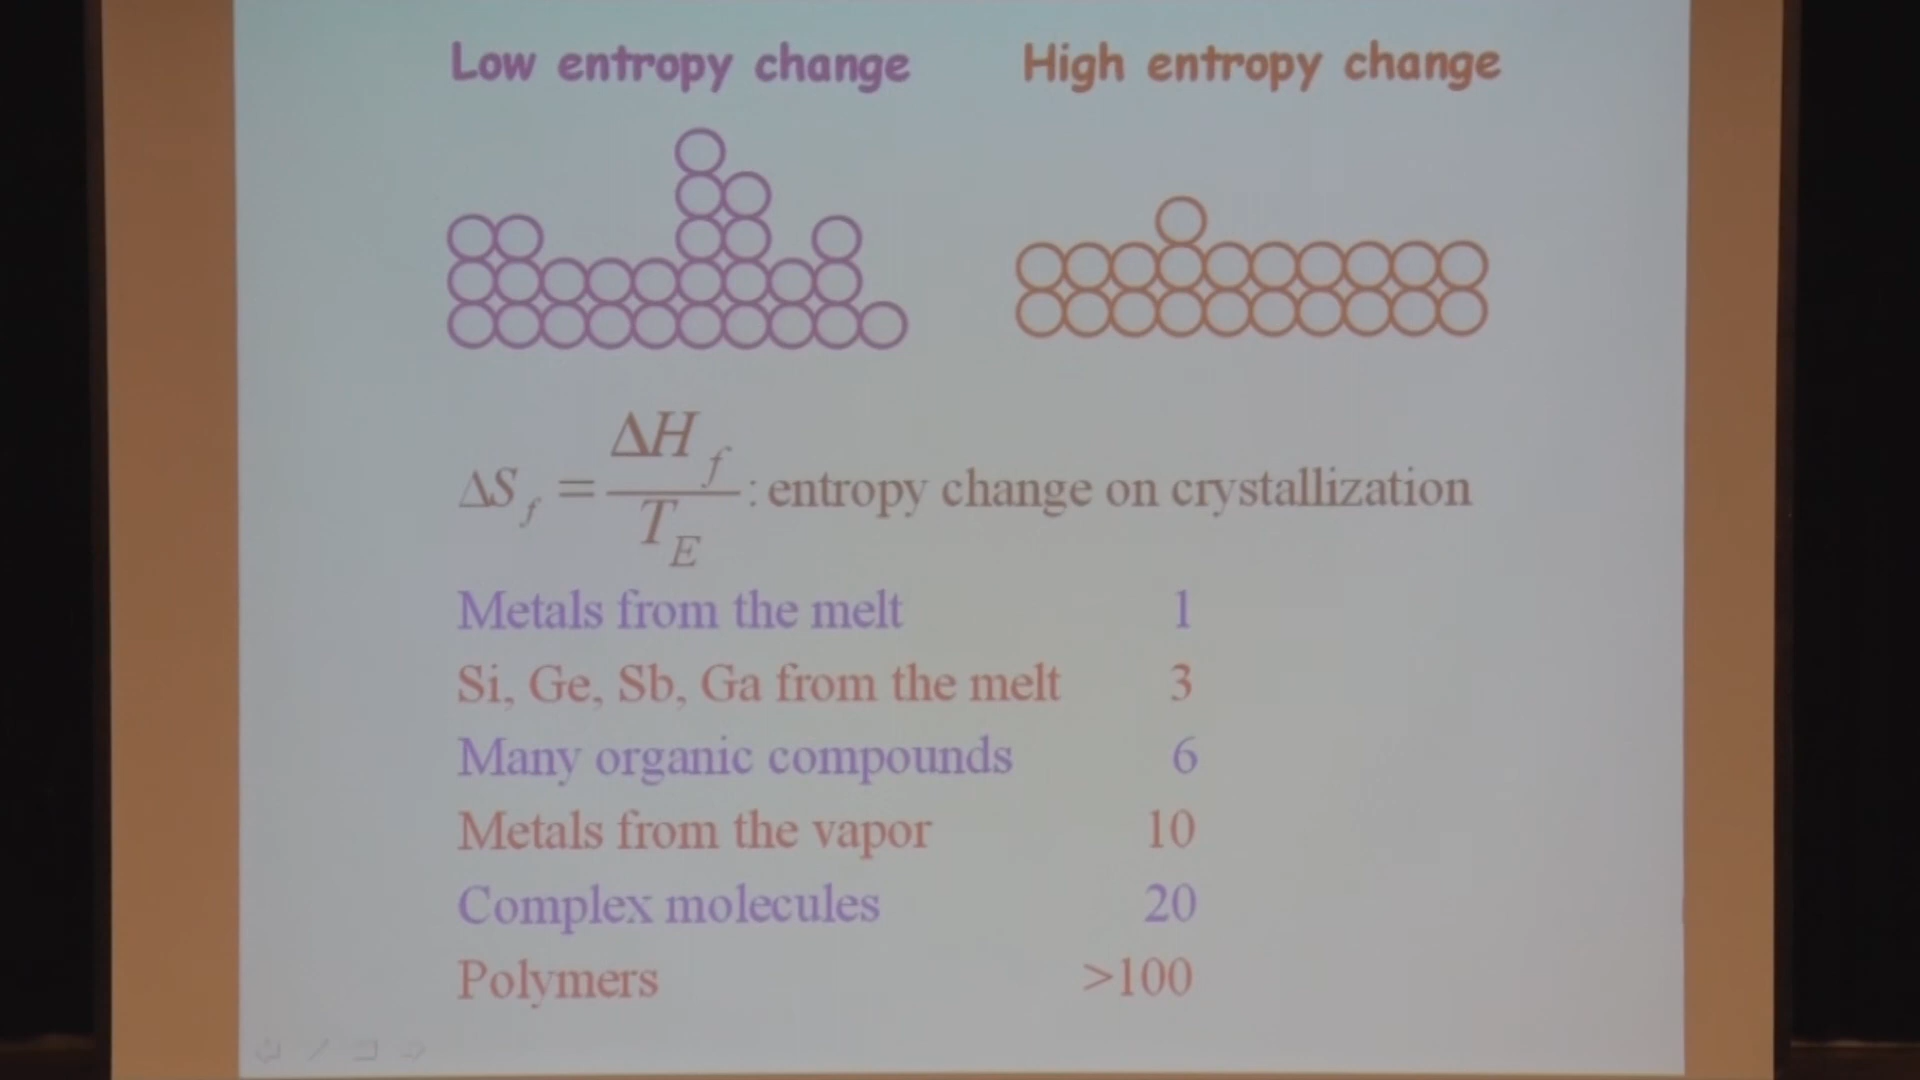 Low entropy change
High entropy change
ΔS_f = ΔH_f / T_E : entropy change on crystallization
Metals from the melt 1
Si, Ge, Sb, Ga from the melt 3
Many organic compounds 6
Metals from the vapor 10
Complex molecules 20
Polymers >100